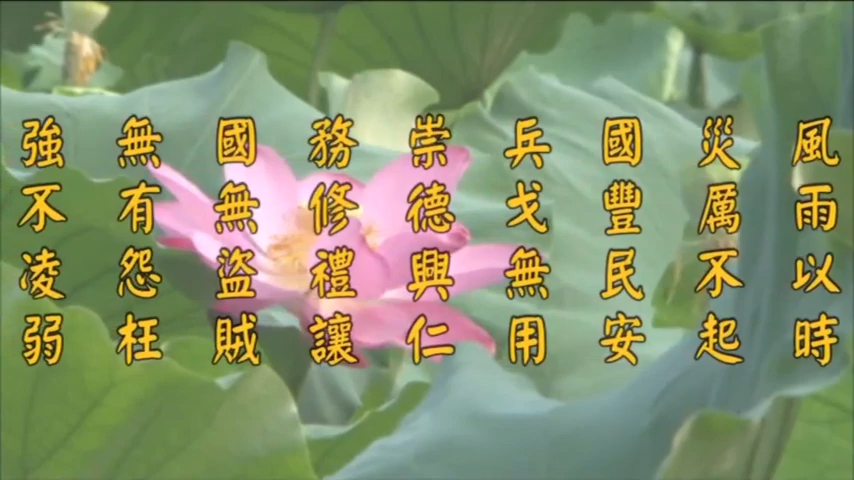 風雨以時
災厲不起
國豐民安
兵戈無用
崇德興仁
務修禮讓
國無盜賊
無有怨枉
強不凌弱